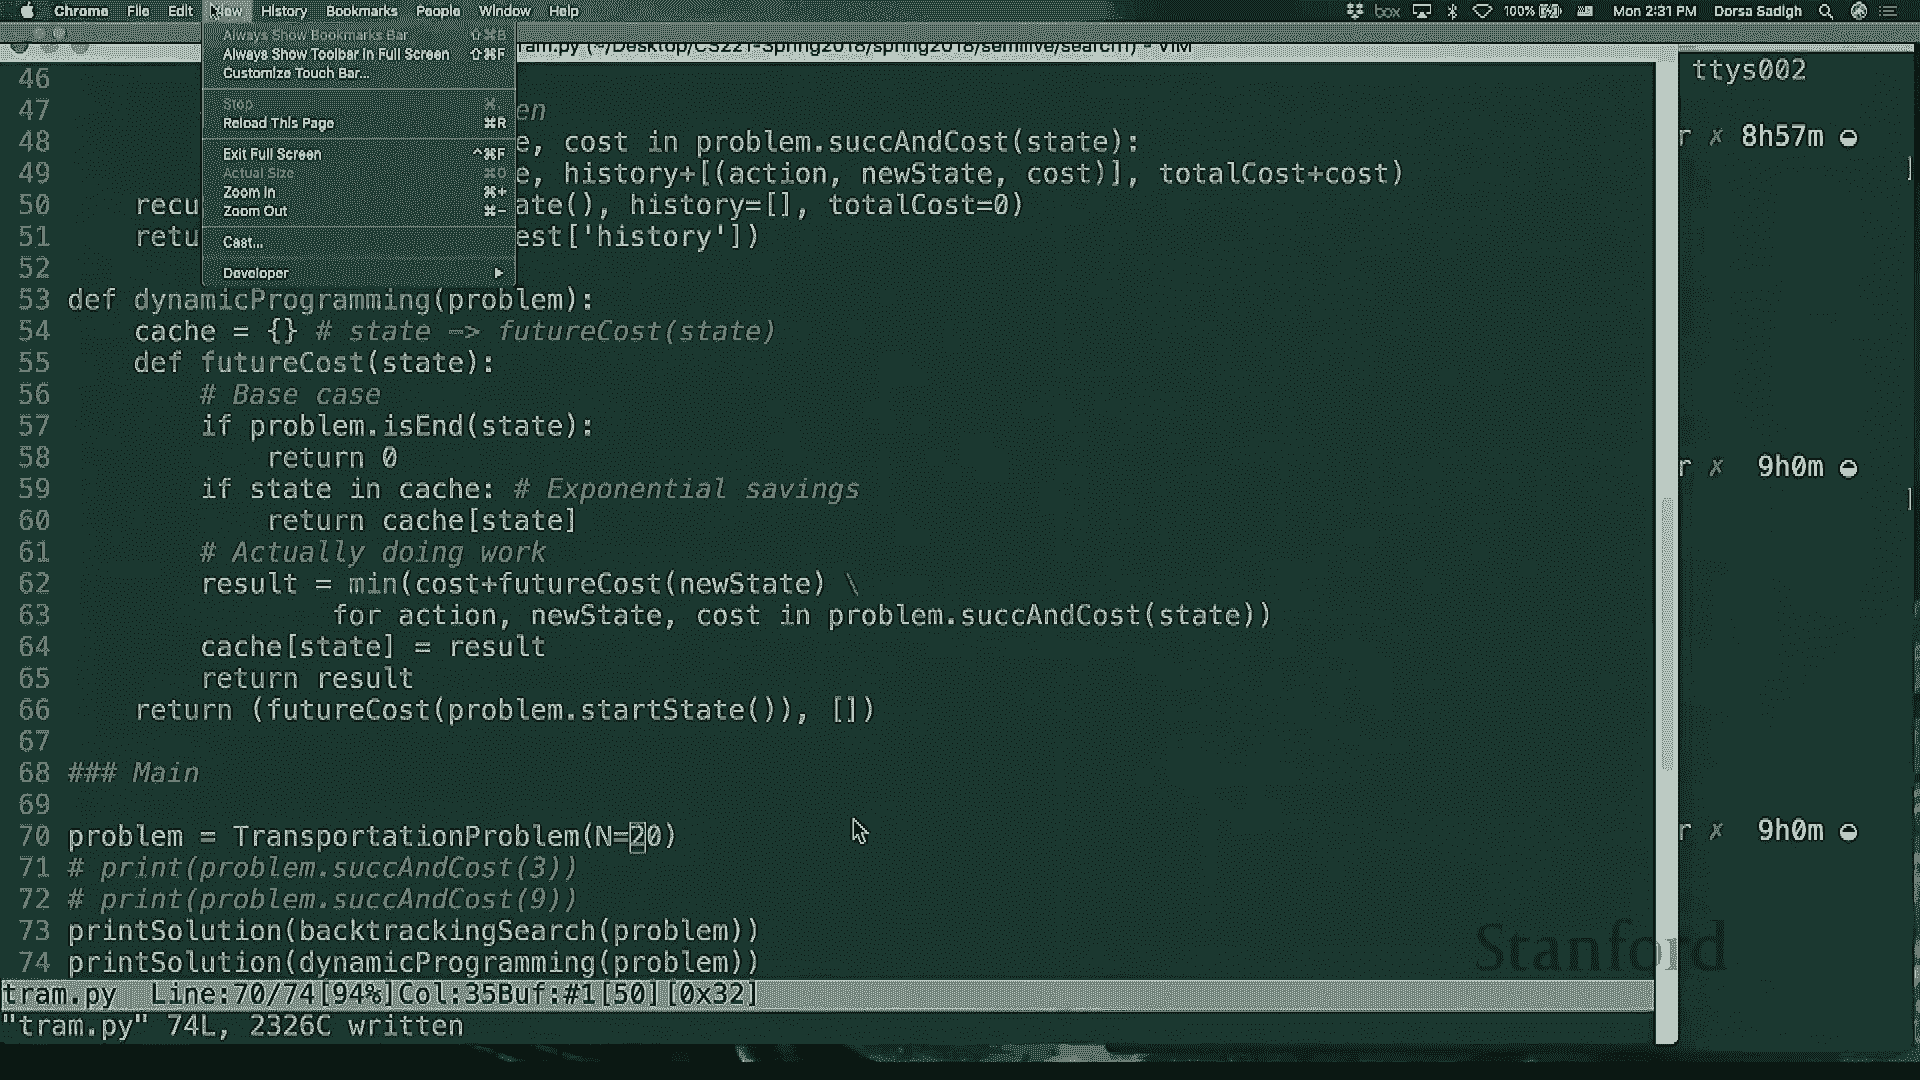 Chrome File Edit View History Bookmarks People Window Help box 100% Mon 2:31 PM Dorsa Sadigh
Always Show Bookmarks Bar ⇧⌘B
Always Show Toolbar in Full Screen ⇧⌘F
Customize Touch Bar...
Stop ⌘.
Reload This Page ⌘R
Exit Full Screen ^⌘F
Actual Size ⌘0
Zoom In ⌘+
Zoom Out ⌘-
Cast...
Developer ▶
ram.py (~/Desktop/CS221-Spring2018/spring2018/semilive/search) - VIM
46
47 en
48 e, cost in problem.succAndCost(state):
49 e, history+[(action, newState, cost)], totalCost+cost)
50 recu ate(), history=[], totalCost=0)
51 retu est['history'])
52
53 def dynamicProgramming(problem):
54 cache = {} # state -> futureCost(state)
55 def futureCost(state):
56 # Base case
57 if problem.isEnd(state):
58 return 0
59 if state in cache: # Exponential savings
60 return cache[state]
61 # Actually doing work
62 result = min(cost+futureCost(newState) \
63 for action, newState, cost in problem.succAndCost(state))
64 cache[state] = result
65 return result
66 return (futureCost(problem.startState()), [])
67
68 ### Main
69
70 problem = TransportationProblem(N=20)
71 # print(problem.succAndCost(3))
72 # print(problem.succAndCost(9))
73 printSolution(backtrackingSearch(problem))
74 printSolution(dynamicProgramming(problem))
tram.py Line:70/74[94%]Col:35Buf:#1[50][0x32]
"tram.py" 74L, 2326C written
ttys002
r ✗ 8h57m
]
r ✗ 9h0m
]
r ✗ 9h0m
Stanford